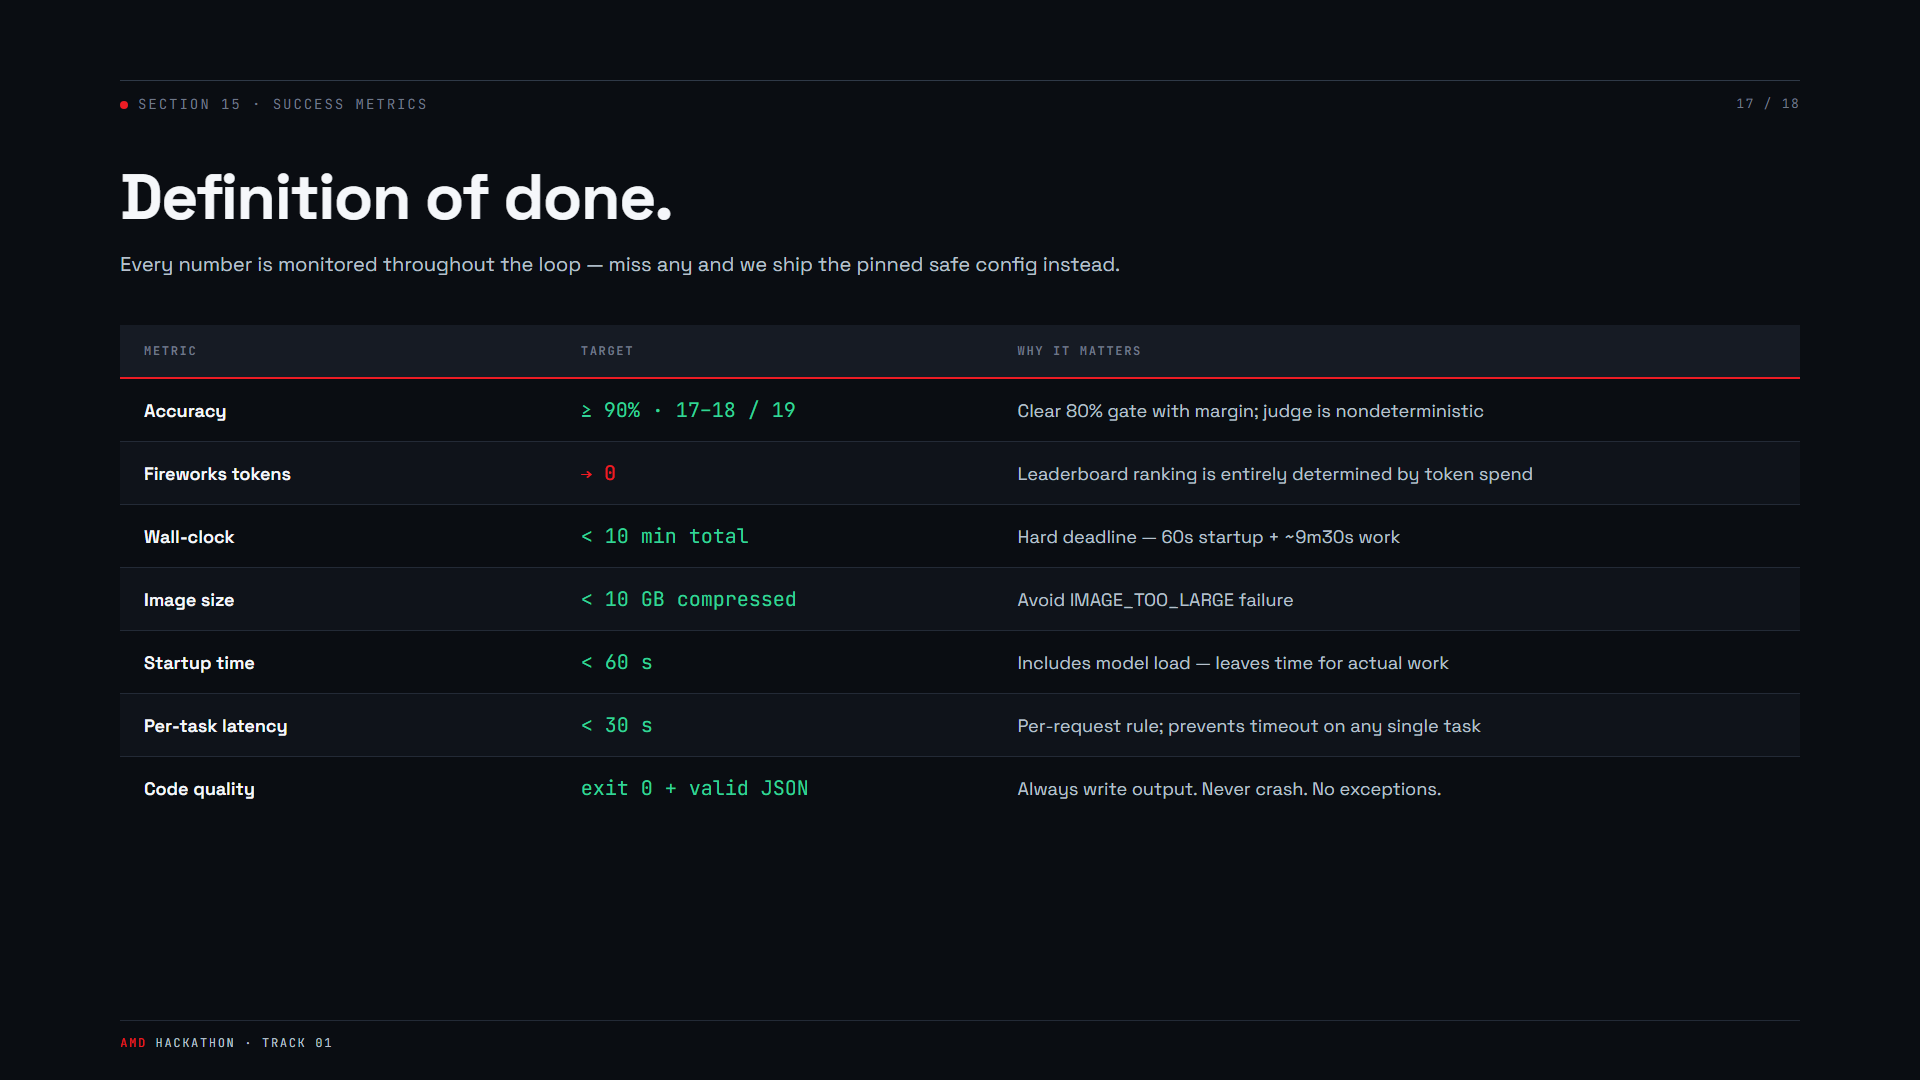 SECTION 15 · SUCCESS METRICS
17 / 18
Definition of done.
Every number is monitored throughout the loop — miss any and we ship the pinned safe config instead.
METRIC TARGET WHY IT MATTERS
Accuracy ≥ 90% · 17–18 / 19 Clear 80% gate with margin; judge is nondeterministic
Fireworks tokens → 0 Leaderboard ranking is entirely determined by token spend
Wall-clock < 10 min total Hard deadline — 60s startup + ~9m30s work
Image size < 10 GB compressed Avoid IMAGE_TOO_LARGE failure
Startup time < 60 s Includes model load — leaves time for actual work
Per-task latency < 30 s Per-request rule; prevents timeout on any single task
Code quality exit 0 + valid JSON Always write output. Never crash. No exceptions.
AMD HACKATHON · TRACK 01